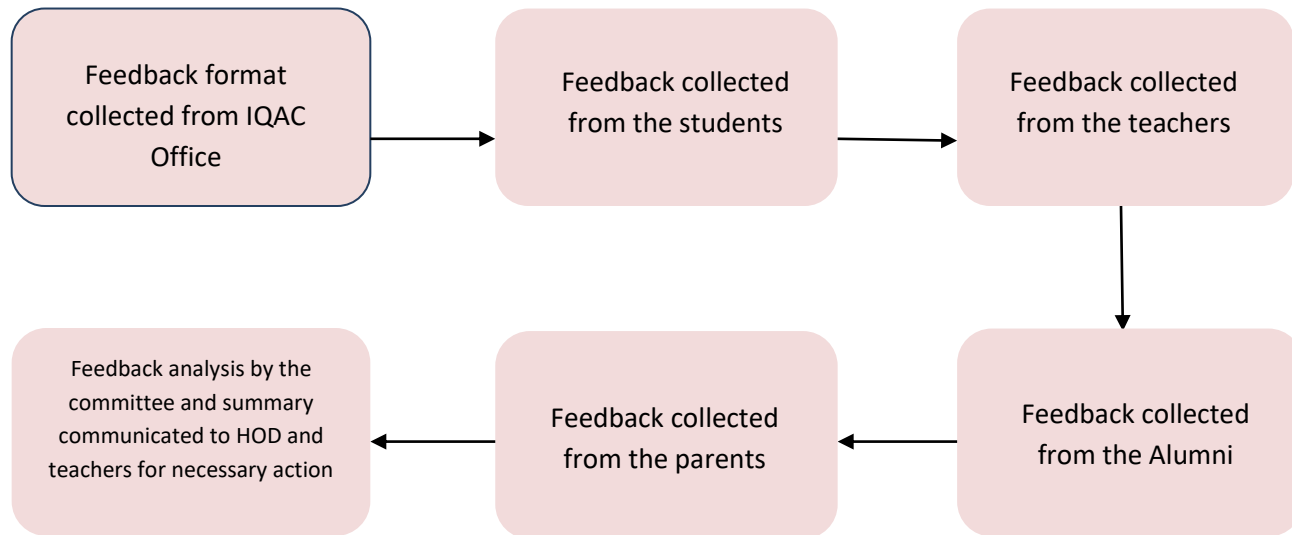 Feedback format
collected from IQAC
Office
Feedback collected
from the students
Feedback collected
from the teachers
Feedback collected
from the Alumni
Feedback collected
from the parents
Feedback analysis by the
committee and summary
communicated to HOD and
teachers for necessary action